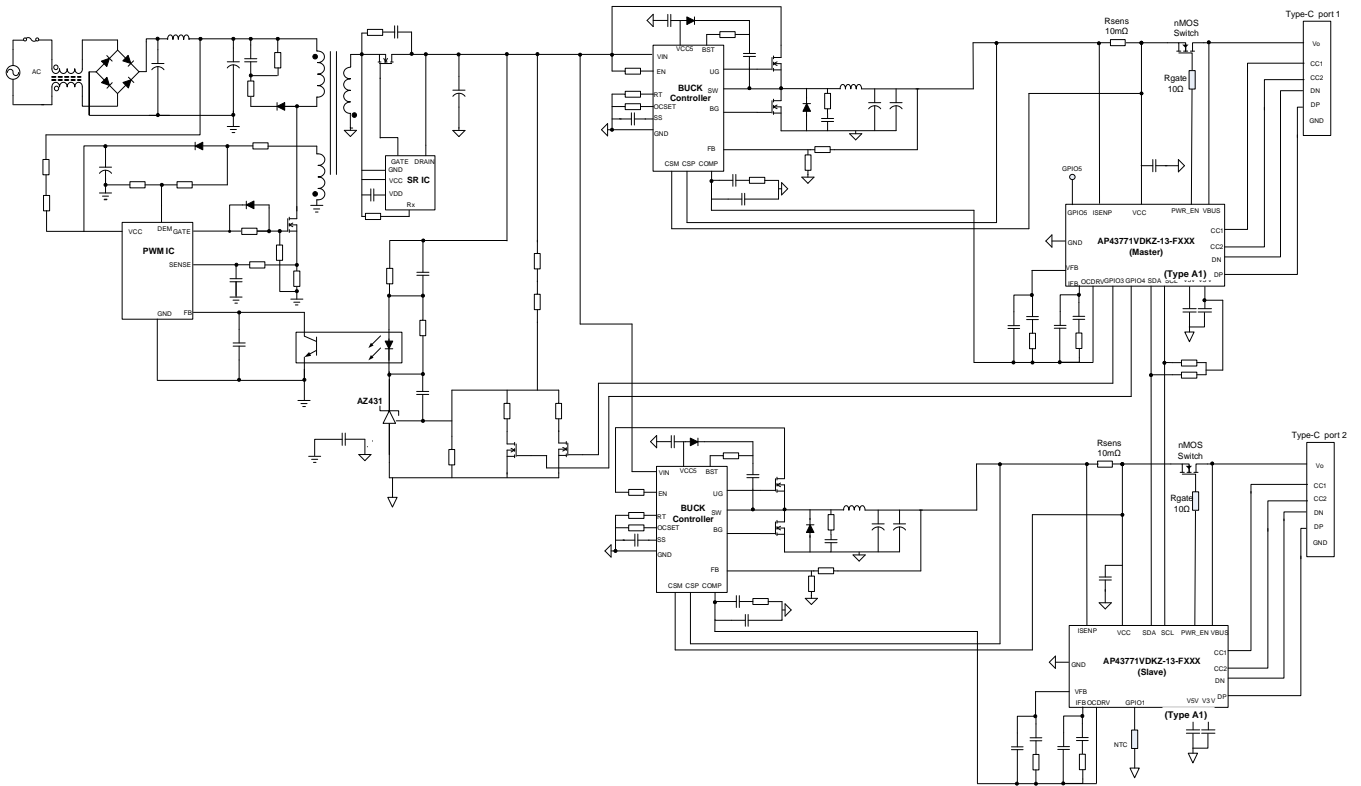 AC
VCC
DEM
GATE
PWM IC
SENSE
GND
FB
GATE DRAIN
GND
SR IC
VCC
VDD
Rx
AZ431
VCC5
BST
VIN
EN
UG
BUCK
Controller
SW
RT
OCSET
BG
SS
GND
FB
CSM CSP COMP
Rsens
10mΩ
nMOS
Switch
Rgate
10Ω
Type-C port 1
Vo
CC1
CC2
DN
DP
GND
GPIO5
GPIO5
ISENP
VCC
PWR_EN
VBUS
CC1
CC2
DN
DP
GND
AP43771VDKZ-13-FXXX
(Master)
(Type A1)
VFB
IFB
OCDRV
GPIO3
GPIO4
SDA
SCL
V5V
V3V
VCC5
BST
VIN
EN
UG
BUCK
Controller
SW
RT
OCSET
BG
SS
GND
FB
CSM CSP COMP
Rsens
10mΩ
nMOS
Switch
Rgate
10Ω
Type-C port 2
Vo
CC1
CC2
DN
DP
GND
ISENP
VCC
SDA
SCL
PWR_EN
VBUS
CC1
CC2
DN
DP
GND
AP43771VDKZ-13-FXXX
(Slave)
VFB
IFB OCDRV
GPIO1
V5V V3V
(Type A1)
NTC